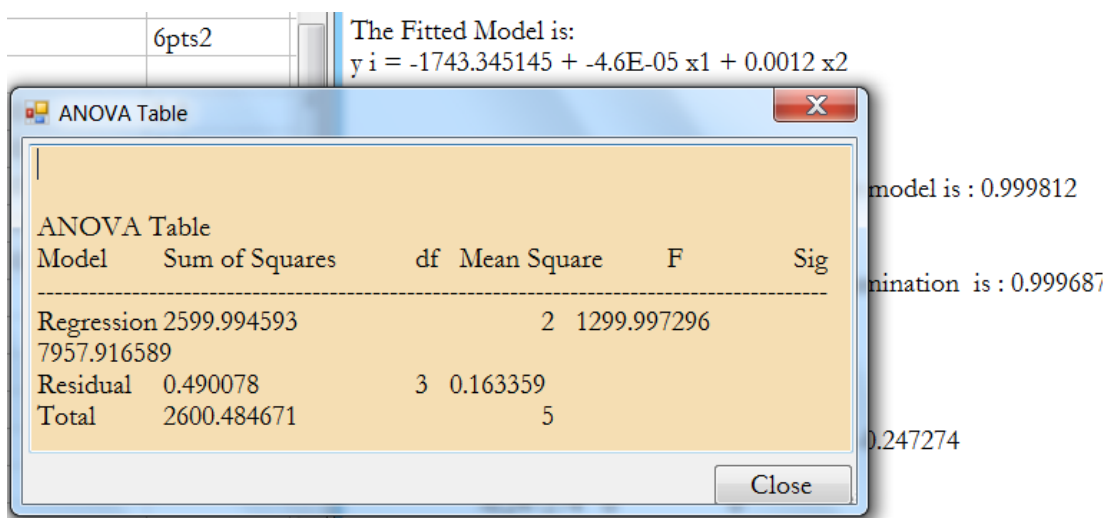 6pts2
The Fitted Model is:
y i = -1743.345145 + -4.6E-05 x1 + 0.0012 x2
ANOVA Table
model is : 0.999812
mination is : 0.999687
0.247274
ANOVA Table
Model Sum of Squares df Mean Square F Sig
--------------------------------------------------------------------------------
Regression 2599.994593 2 1299.997296
7957.916589
Residual 0.490078 3 0.163359
Total 2600.484671 5
Close